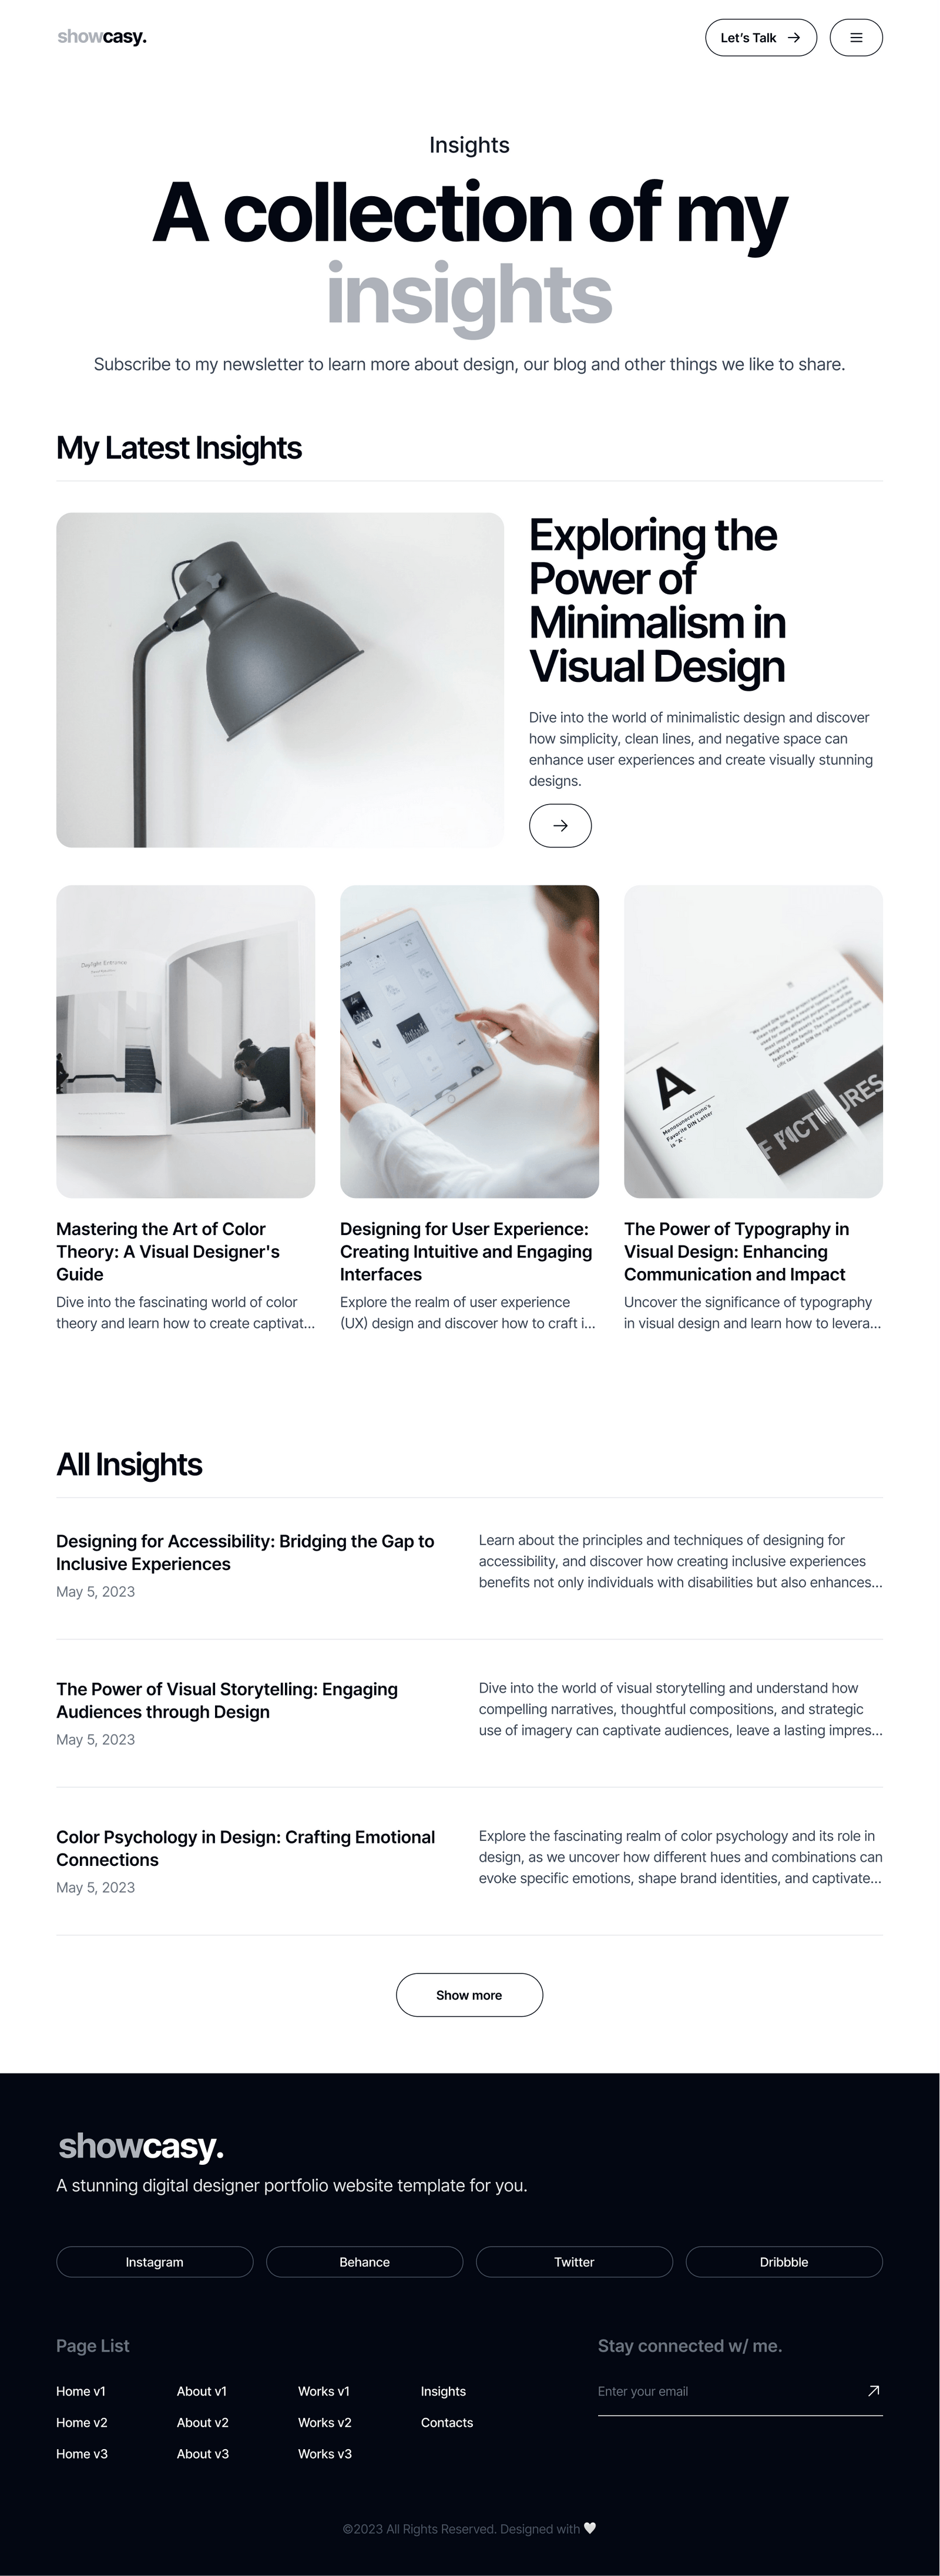 showcasy.
Let's Talk
Insights
A collection of my
insights
Subscribe to my newsletter to learn more about design, our blog and other things we like to share.
My Latest Insights
Exploring the
Power of
Minimalism in
Visual Design
Dive into the world of minimalistic design and discover
how simplicity, clean lines, and negative space can
enhance user experiences and create visually stunning
designs.
Daylight Entrance
A
Menosunacerouno's
Favorite DIN Letter
is "A".
Mastering the Art of Color
Theory: A Visual Designer's
Guide
Dive into the fascinating world of color
theory and learn how to create captivat...
Designing for User Experience:
Creating Intuitive and Engaging
Interfaces
Explore the realm of user experience
(UX) design and discover how to craft i...
The Power of Typography in
Visual Design: Enhancing
Communication and Impact
Uncover the significance of typography
in visual design and learn how to levera...
All Insights
Designing for Accessibility: Bridging the Gap to
Inclusive Experiences
May 5, 2023
Learn about the principles and techniques of designing for
accessibility, and discover how creating inclusive experiences
benefits not only individuals with disabilities but also enhances...
The Power of Visual Storytelling: Engaging
Audiences through Design
May 5, 2023
Dive into the world of visual storytelling and understand how
compelling narratives, thoughtful compositions, and strategic
use of imagery can captivate audiences, leave a lasting impres...
Color Psychology in Design: Crafting Emotional
Connections
May 5, 2023
Explore the fascinating realm of color psychology and its role in
design, as we uncover how different hues and combinations can
evoke specific emotions, shape brand identities, and captivate...
Show more
showcasy.
A stunning digital designer portfolio website template for you.
Instagram
Behance
Twitter
Dribbble
Page List
Home v1
Home v2
Home v3
About v1
About v2
About v3
Works v1
Works v2
Works v3
Insights
Contacts
Stay connected w/ me.
Enter your email
©2023 All Rights Reserved. Designed with 🤍